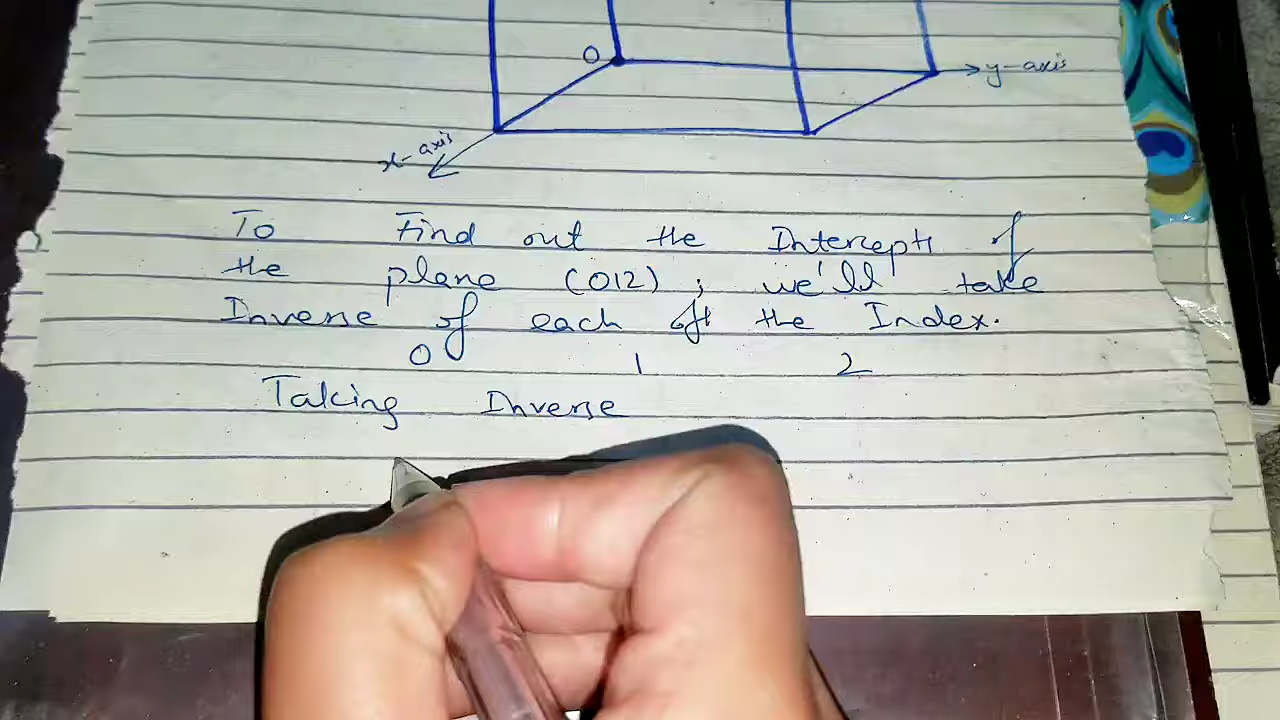 O
y-axis
x-axis
To Find out the Intercepts of
the plane (012) ; we'll take
Inverse of each of the Index.
0 1 2
Taking Inverse